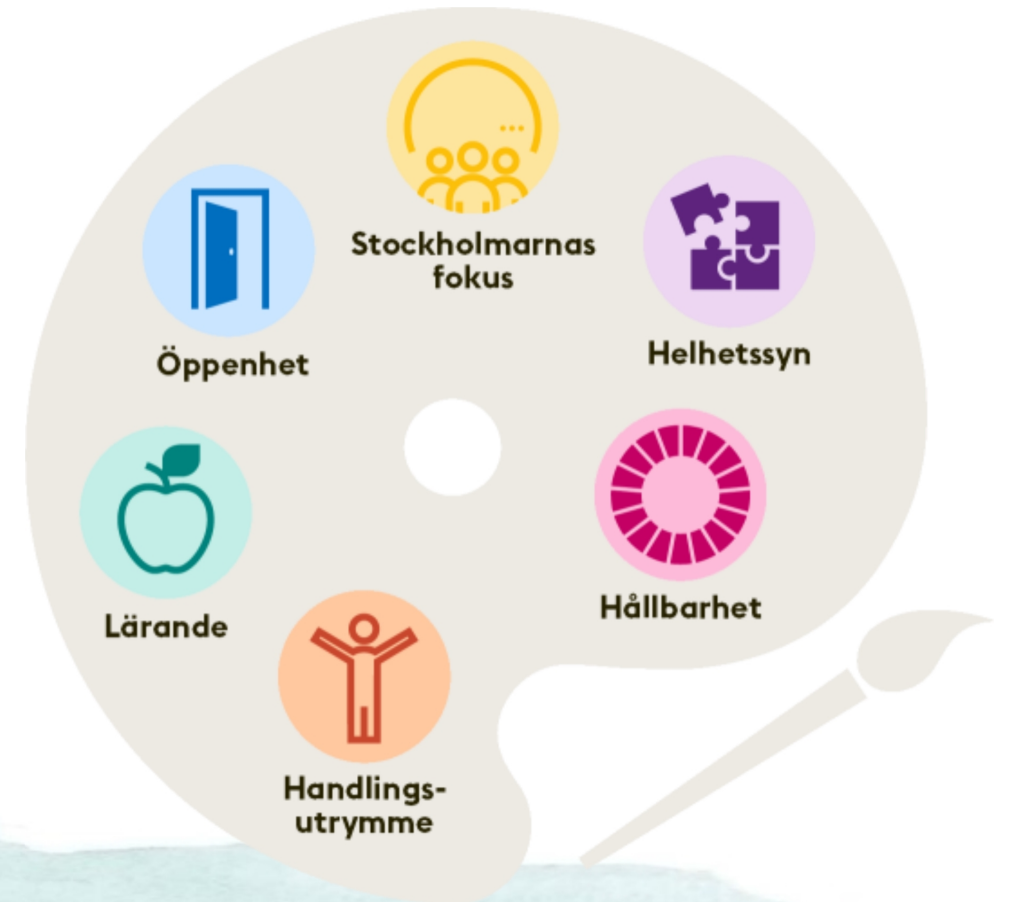 Stockholmarnas
fokus
Öppenhet
Helhetssyn
Lärande
Hållbarhet
Handlings-
utrymme